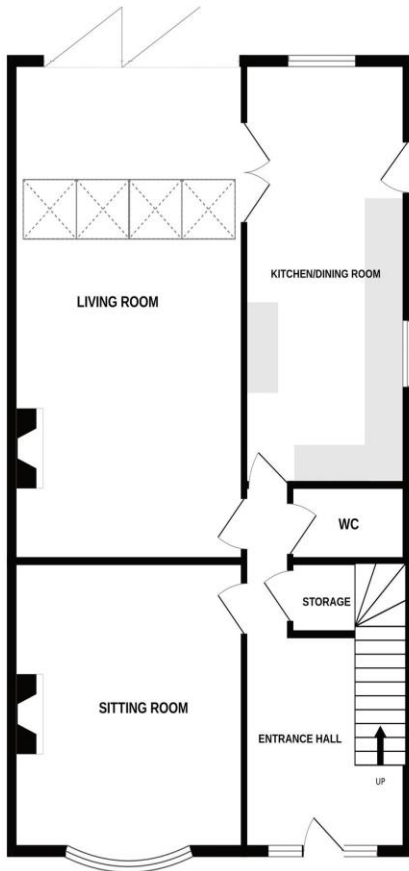 KITCHEN/DINING ROOM
LIVING ROOM
WC
STORAGE
SITTING ROOM
ENTRANCE HALL
UP